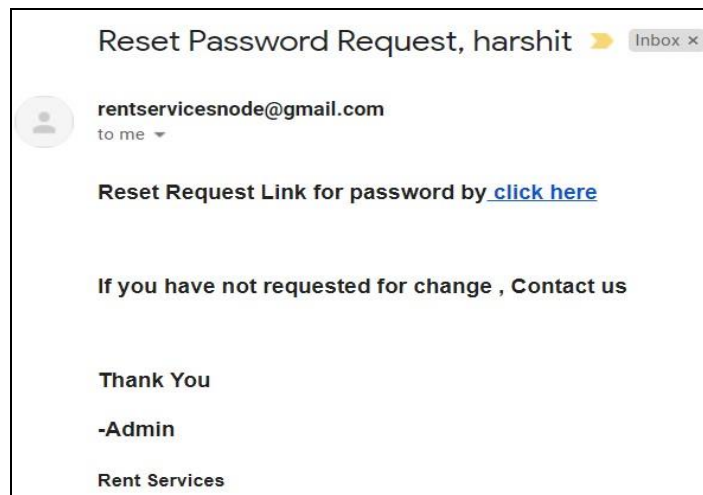 Reset Password Request, harshit
Inbox ×
rentservicesnode@gmail.com
to me
Reset Request Link for password by click here
If you have not requested for change , Contact us
Thank You
-Admin
Rent Services